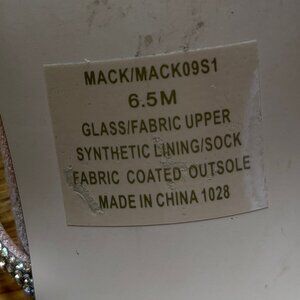 MACK/MACK09S1
6.5M
GLASS/FABRIC UPPER
SYNTHETIC LINING/SOCK
FABRIC COATED OUTSOLE
MADE IN CHINA 1028